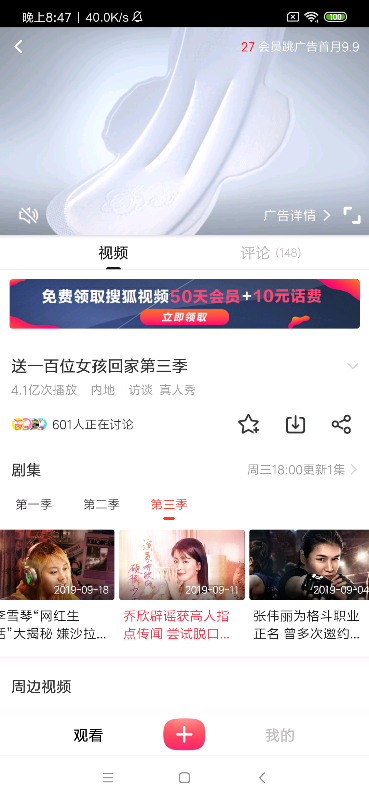 晚上8:47 | 40.0K/s
100
27 会员跳广告首月9.9
广告详情
视频
评论 (148)
免费领取搜狐视频50天会员+10元话费
立即领取
送一百位女孩回家第三季
4.1亿次播放 内地 访谈 真人秀
601人正在讨论
剧集
周三18:00更新1集
第一季 第二季 第三季
2019-09-18
2019-09-11
2019-09-04
李雪琴“网红生
活”大揭秘 嫌沙拉...
乔欣辟谣获高人指
点传闻 尝试脱口...
张伟丽为格斗职业
正名 曾多次邀约...
周边视频
观看
我的